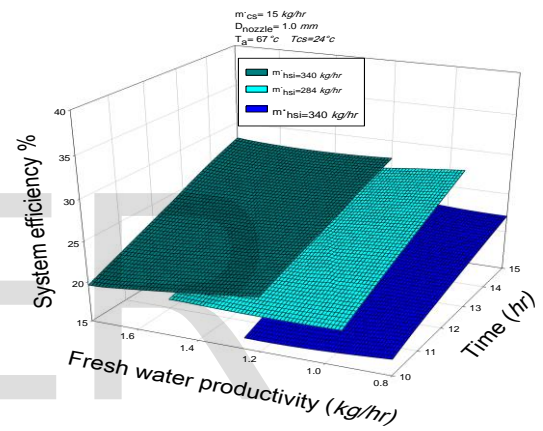 m˙cs= 15 kg/hr
Dnozzle= 1.0 mm
Ta= 67 °c Tcs=24°c
m˙hsi=340 kg/hr
m˙hsi=284 kg/hr
m˙hsi=340 kg/hr
System efficiency %
40
35
30
25
20
15
1.6
1.4
1.2
1.0
0.8
Fresh water productivity (kg/hr)
10
11
12
13
14
15
Time (hr)
ER